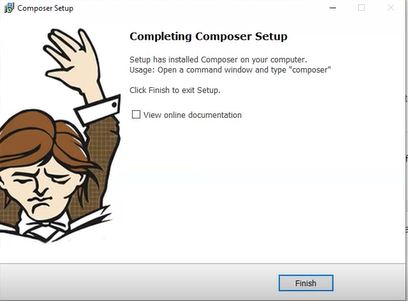 Composer Setup
Completing Composer Setup
Setup has installed Composer on your computer.
Usage: Open a command window and type "composer"
Click Finish to exit Setup.
View online documentation
Finish